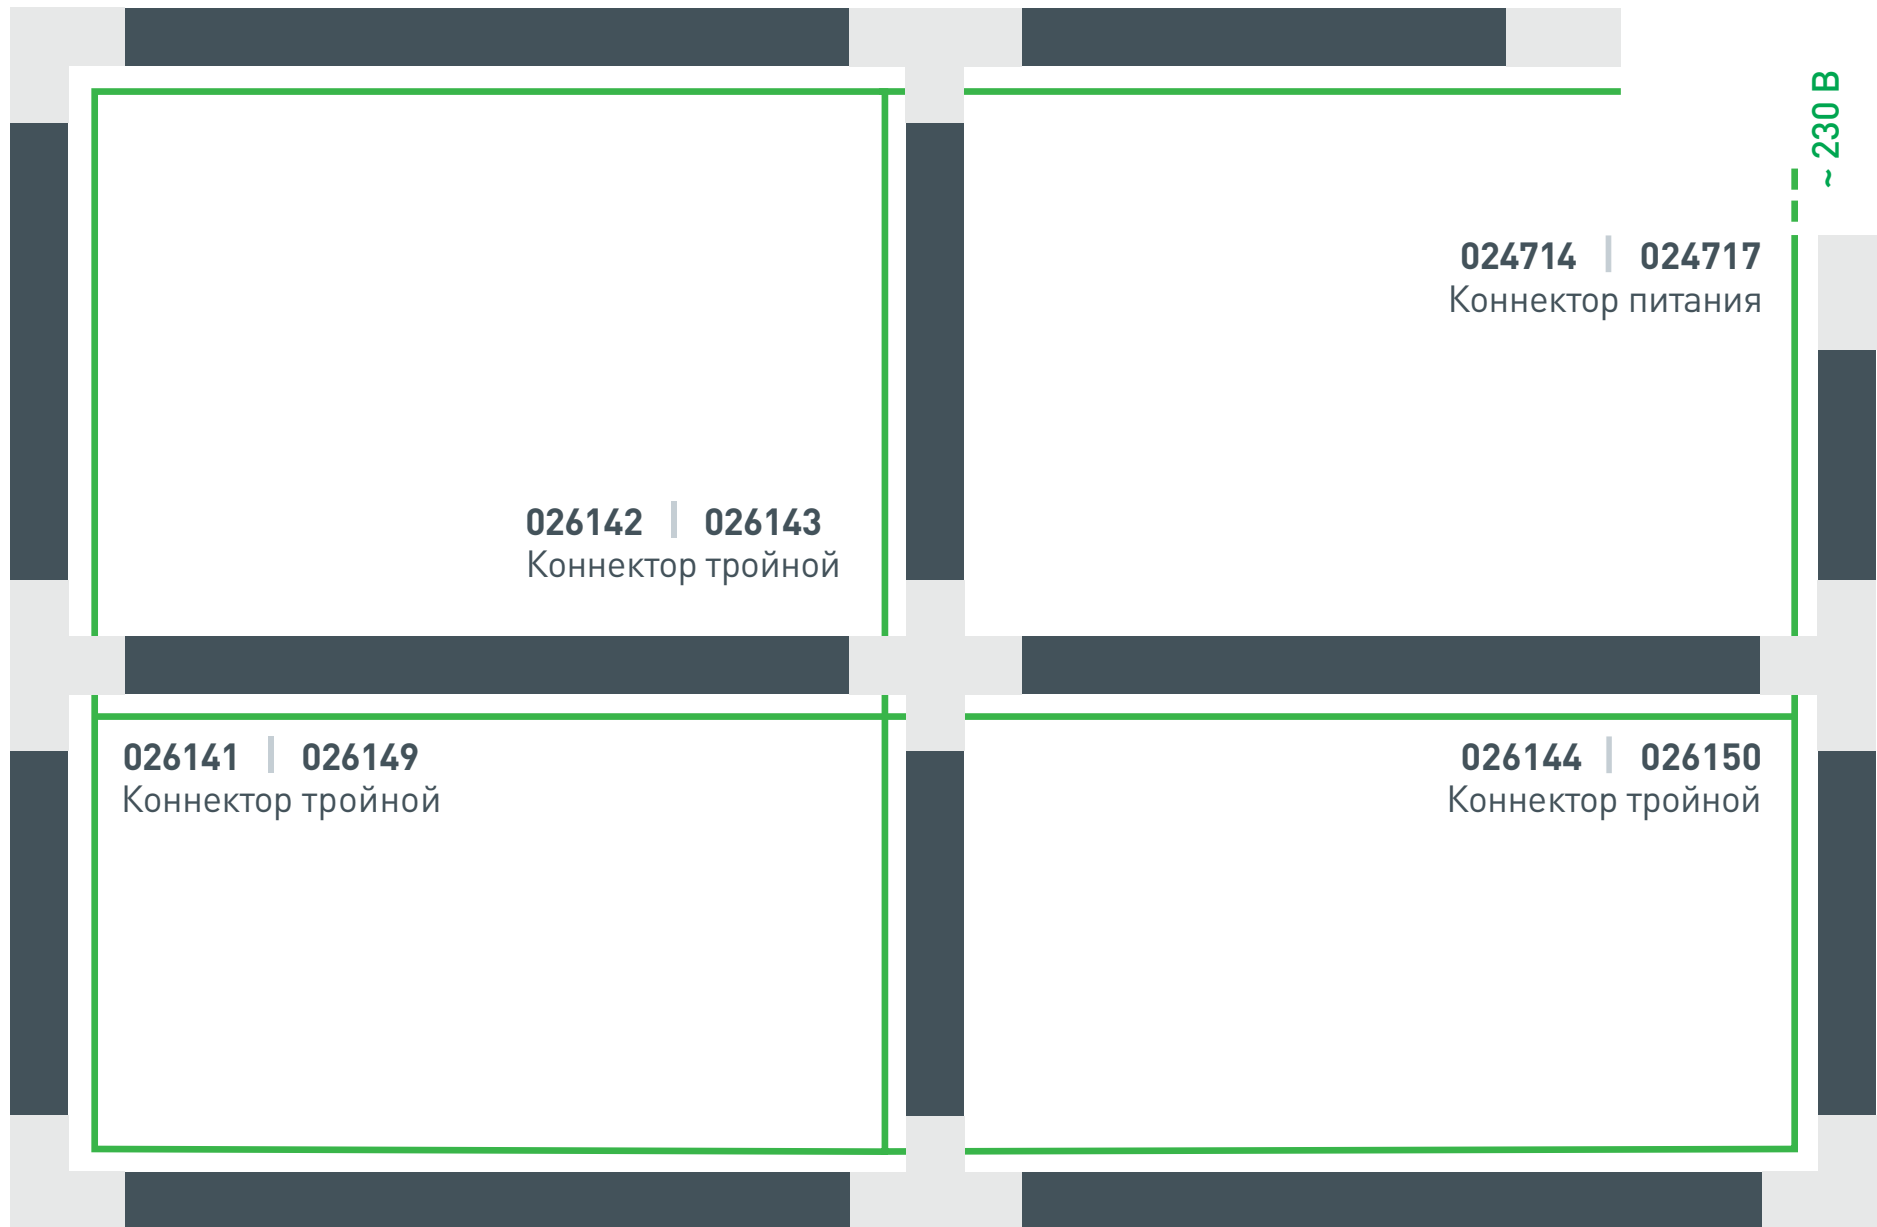 ~ 230 В
024714 | 024717
Коннектор питания
026142 | 026143
Коннектор тройной
026141 | 026149
Коннектор тройной
026144 | 026150
Коннектор тройной